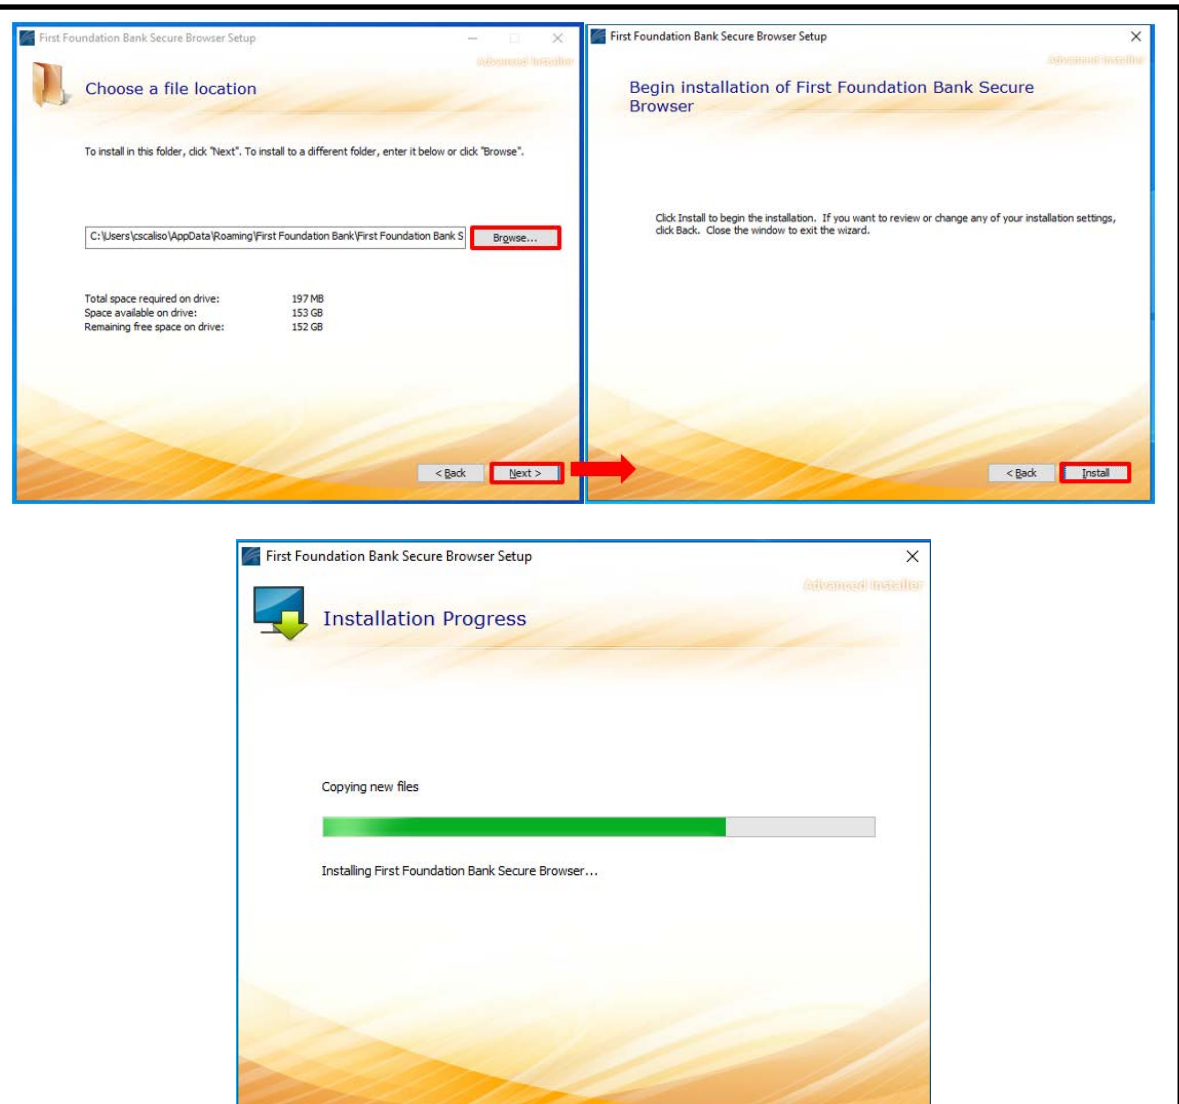 First Foundation Bank Secure Browser Setup
Advanced Installer
Choose a file location
To install in this folder, click "Next". To install to a different folder, enter it below or click "Browse".
C:\Users\cscaliso\AppData\Roaming\First Foundation Bank\First Foundation Bank S
Browse...
Total space required on drive: 197 MB
Space available on drive: 153 GB
Remaining free space on drive: 152 GB
< Back
Next >
First Foundation Bank Secure Browser Setup
Advanced Installer
Begin installation of First Foundation Bank Secure
Browser
Click Install to begin the installation. If you want to review or change any of your installation settings,
click Back. Close the window to exit the wizard.
< Back
Install
First Foundation Bank Secure Browser Setup
Advanced Installer
Installation Progress
Copying new files
Installing First Foundation Bank Secure Browser...